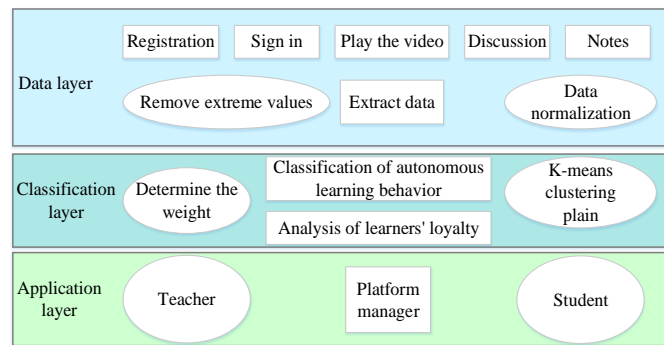 Registration
Sign in
Play the video
Discussion
Notes
Data layer
Remove extreme values
Extract data
Data
normalization
Classification
layer
Determine the
weight
Classification of autonomous
learning behavior
Analysis of learners' loyalty
K-means
clustering
plain
Application
layer
Teacher
Platform
manager
Student